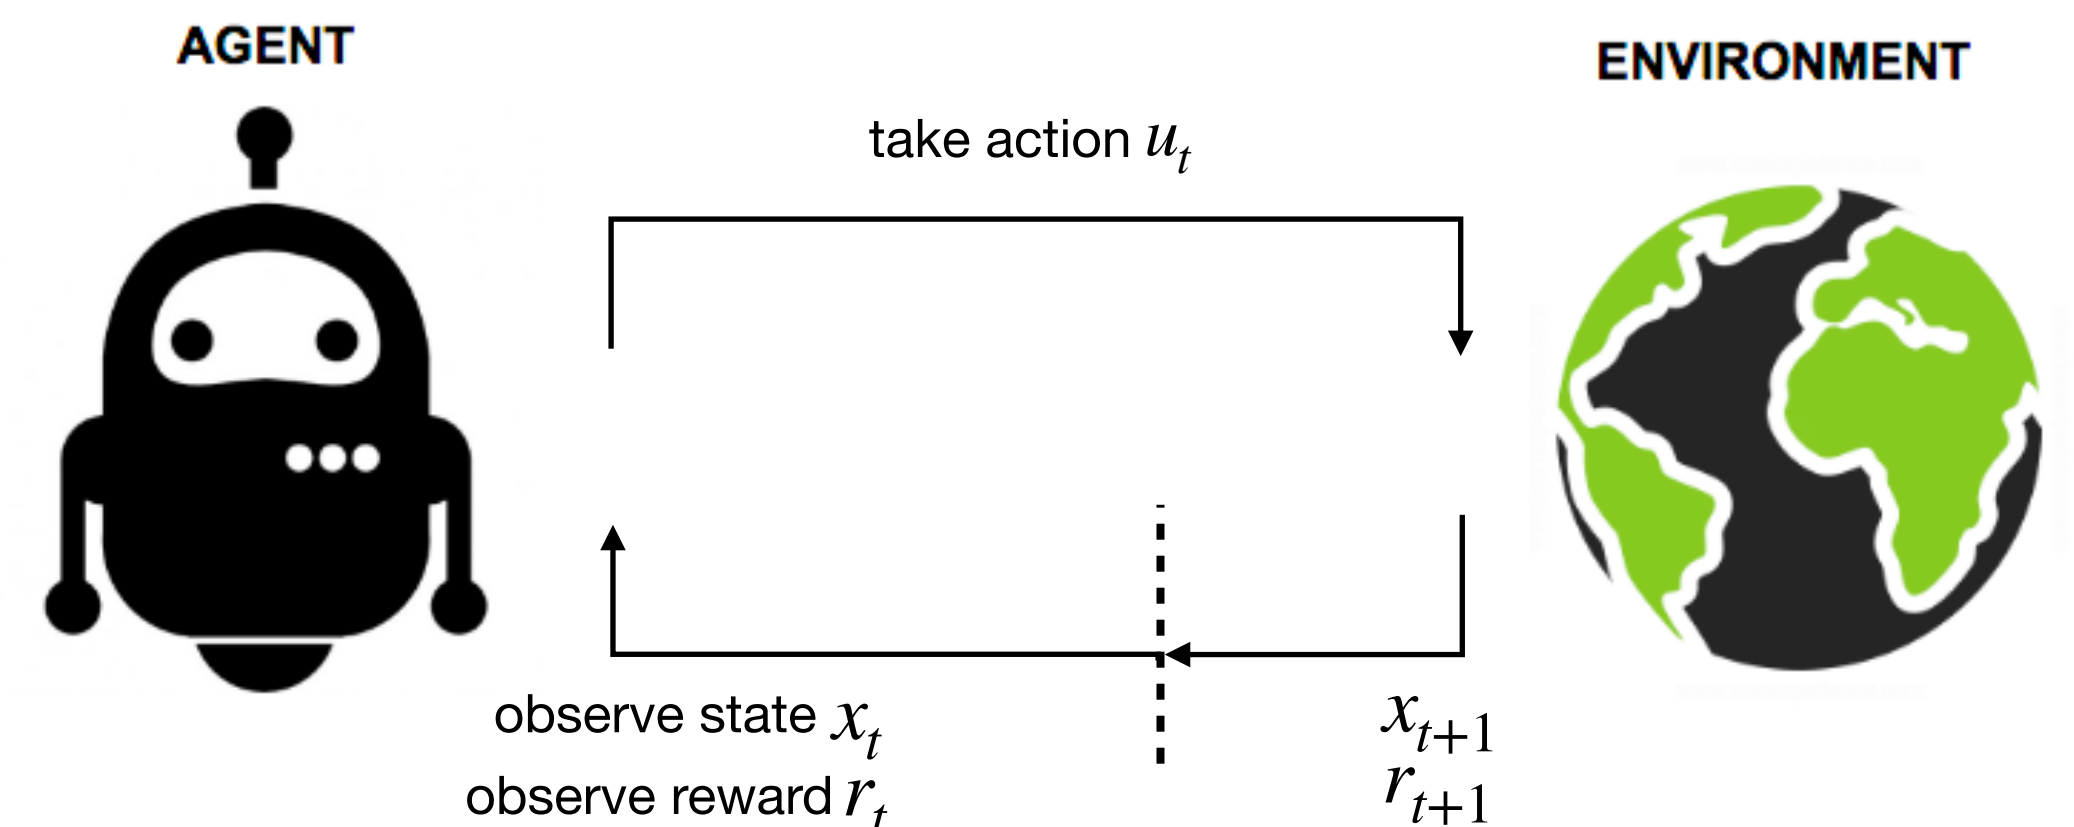 AGENT
ENVIRONMENT
take action u_t
observe state x_t
x_{t+1}
observe reward r_t
r_{t+1}